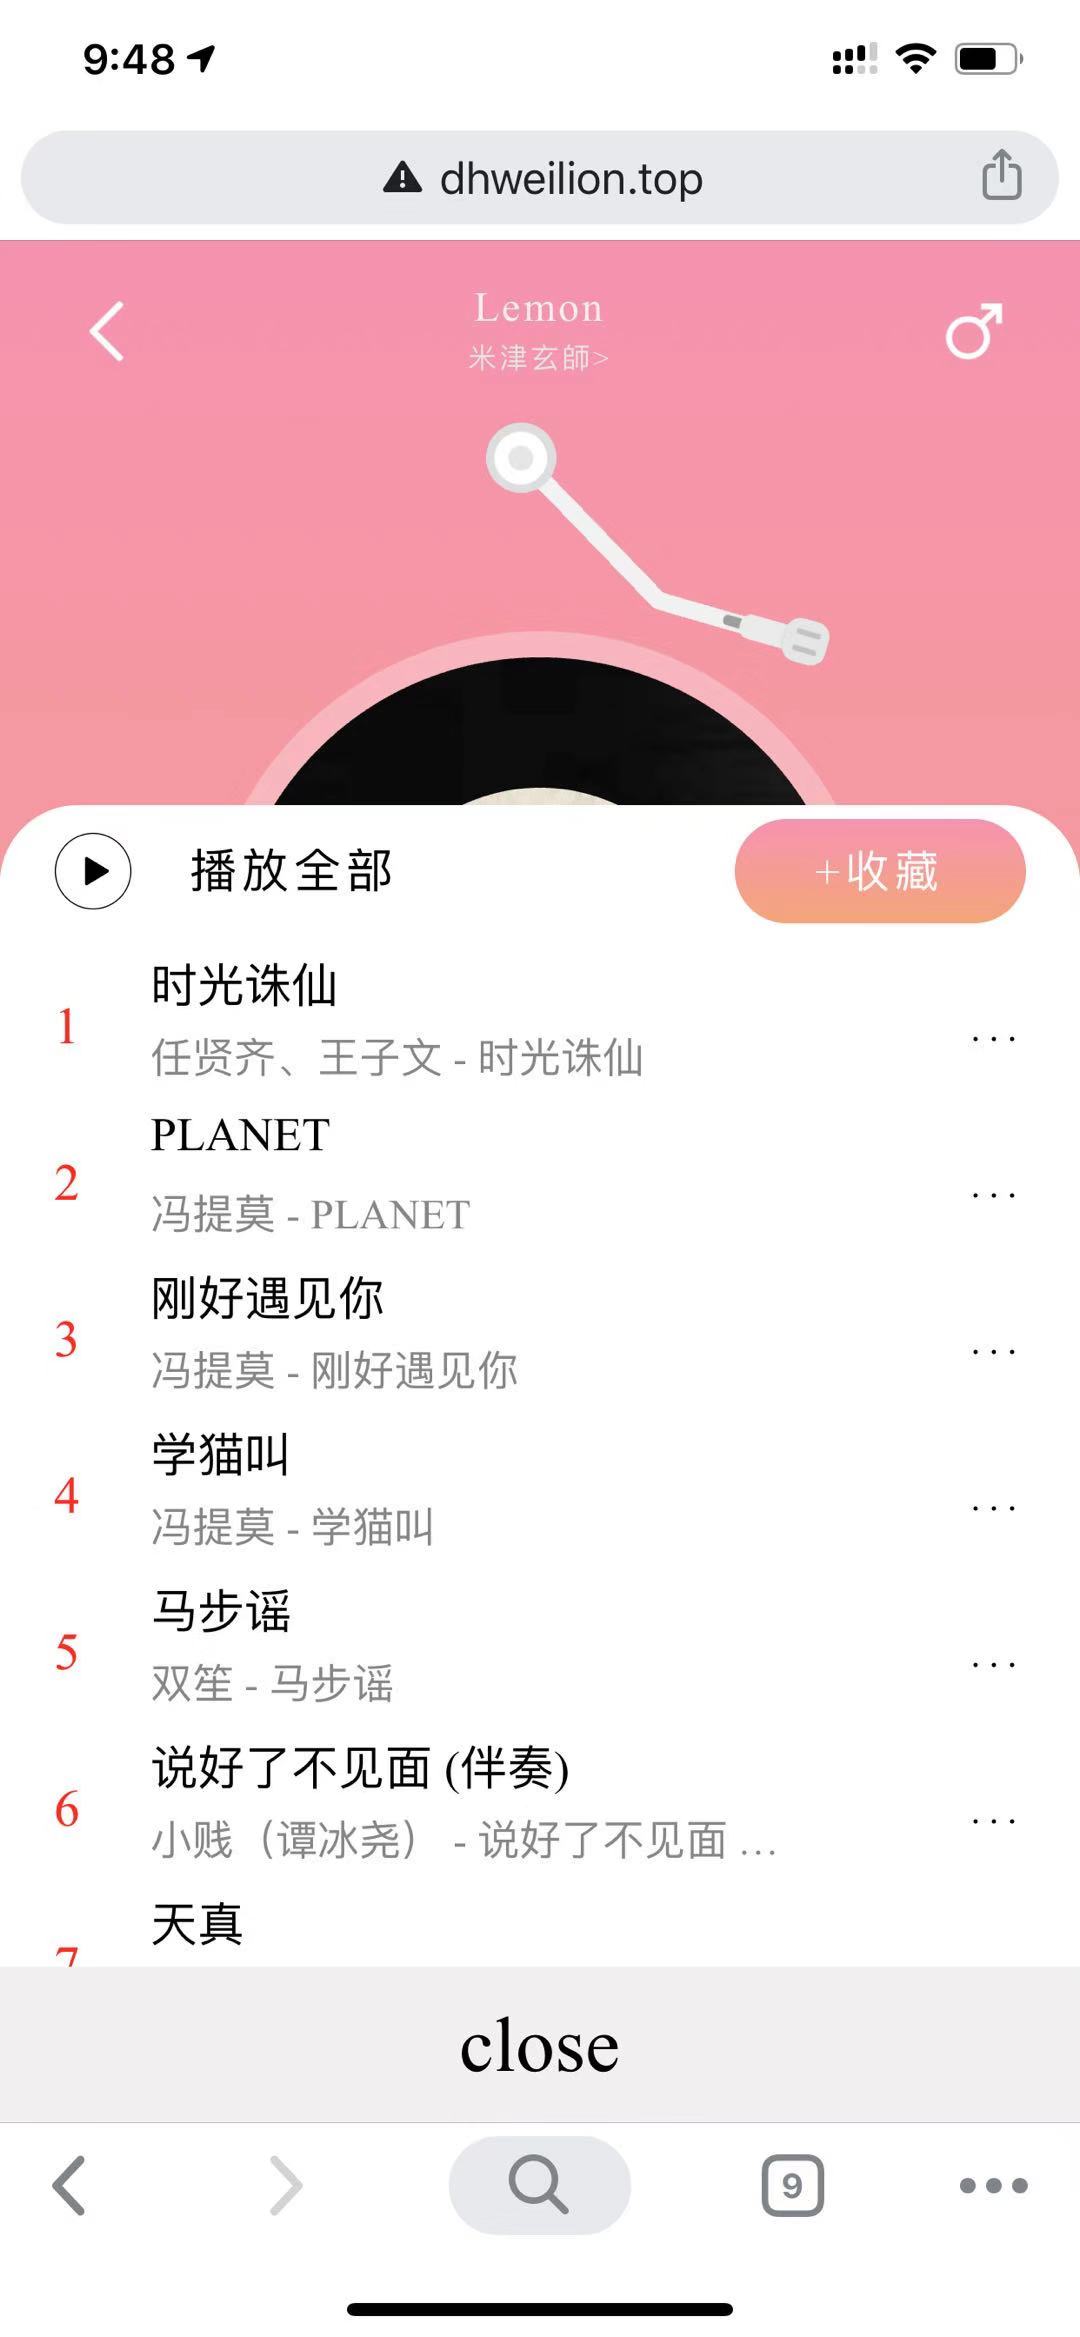 9:48
dhweilion.top
Lemon
米津玄師>
播放全部
+收藏
1
时光诛仙
任贤齐、王子文 - 时光诛仙
...
2
PLANET
冯提莫 - PLANET
...
3
刚好遇见你
冯提莫 - 刚好遇见你
...
4
学猫叫
冯提莫 - 学猫叫
...
5
马步谣
双笙 - 马步谣
...
6
说好了不见面 (伴奏)
小贱（谭冰尧） - 说好了不见面 ...
...
7
天真
close
9